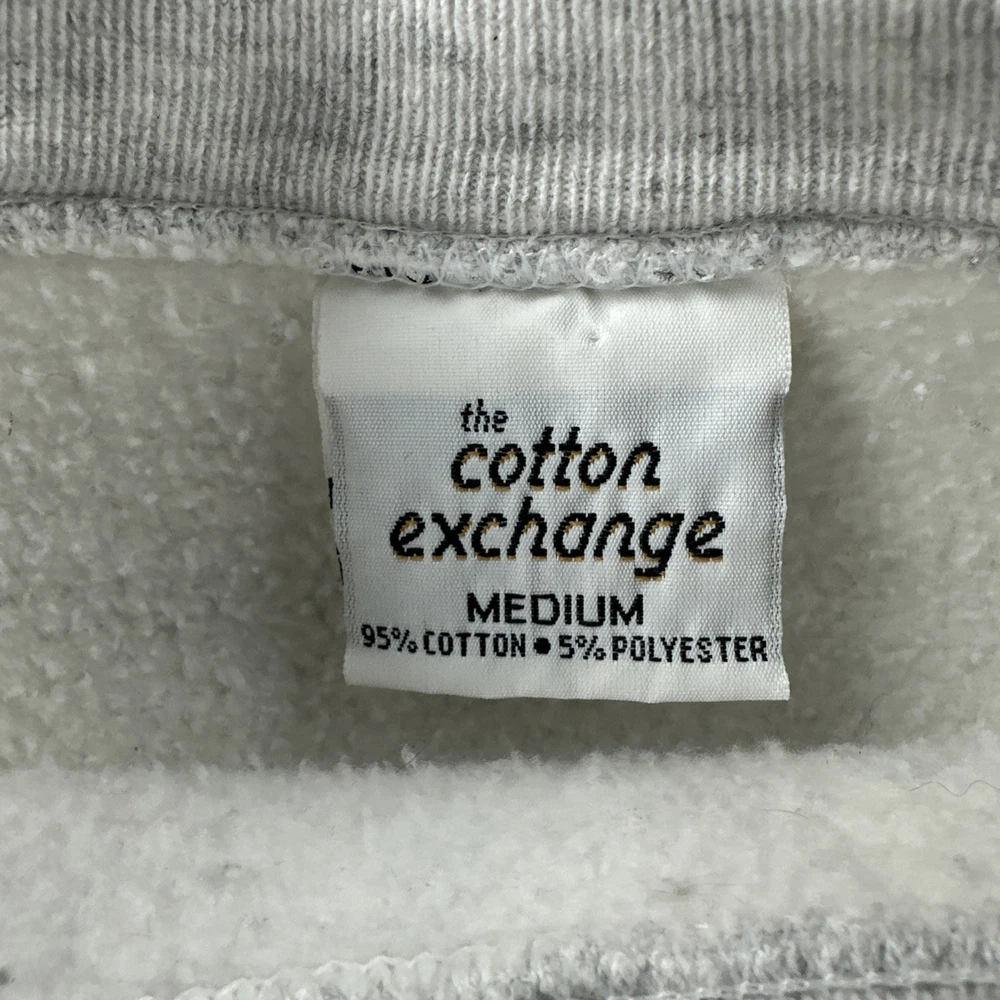 the
cotton
exchange
MEDIUM
95% COTTON • 5% POLYESTER